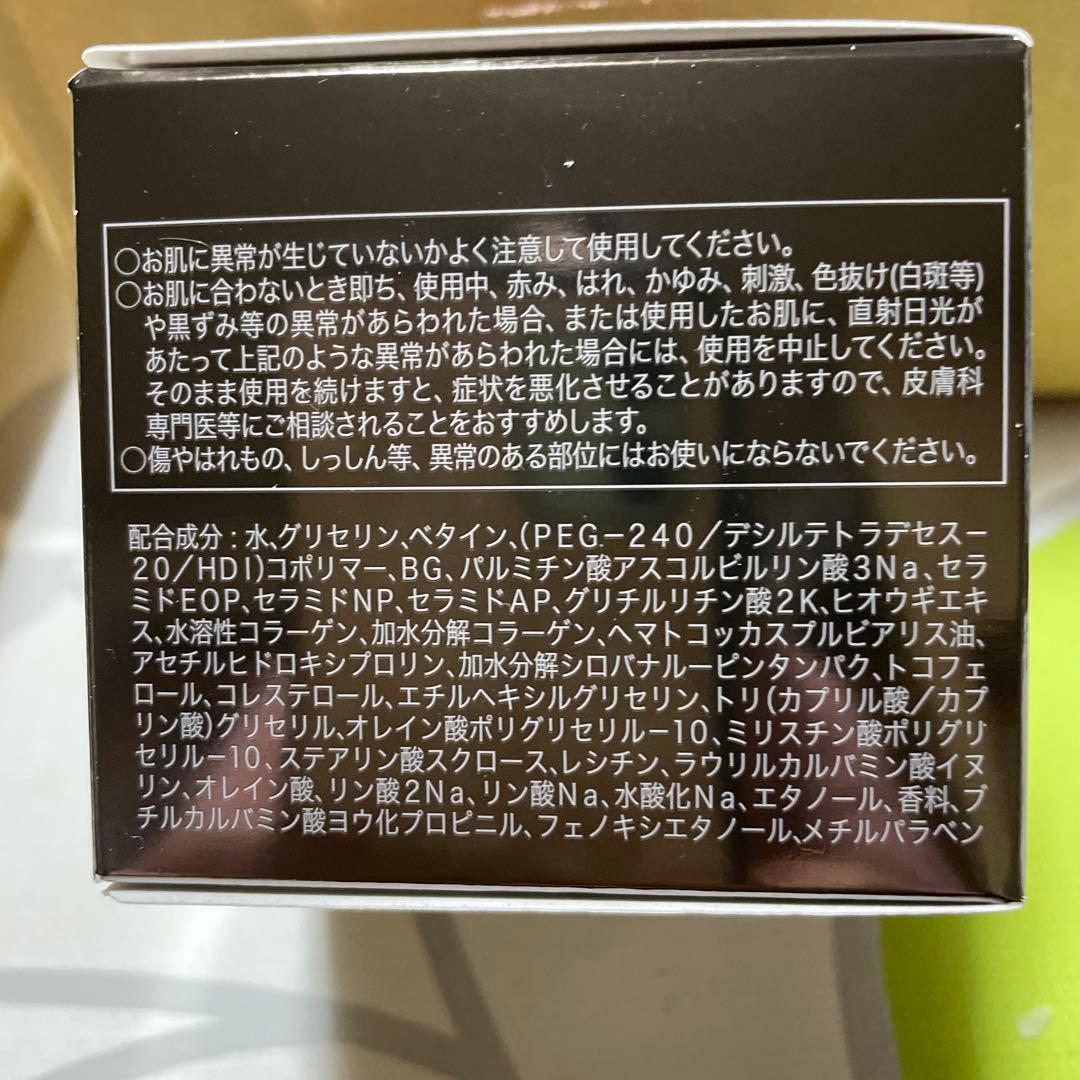 ○お肌に異常が生じていないかよく注意して使用してください。
○お肌に合わないとき即ち、使用中、赤み、はれ、かゆみ、刺激、色抜け(白斑等)
や黒ずみ等の異常があらわれた場合、または使用したお肌に、直射日光が
あたって上記のような異常があらわれた場合には、使用を中止してください。
そのまま使用を続けますと、症状を悪化させることがありますので、皮膚科
専門医等にご相談されることをおすすめします。
○傷やはれもの、しっしん等、異常のある部位にはお使いにならないでください。
配合成分：水、グリセリン、ベタイン、(PEG-240／デシルテトラデセス-
20／HDI)コポリマー、BG、パルミチン酸アスコルビルリン酸3Na、セラ
ミドEOP、セラミドNP、セラミドAP、グリチルリチン酸2K、ヒオウギエキ
ス、水溶性コラーゲン、加水分解コラーゲン、ヘマトコッカスプルビアリス油、
アセチルヒドロキシプロリン、加水分解シロバナルーピンタンパク、トコフェ
ロール、コレステロール、エチルヘキシルグリセリン、トリ(カプリル酸／カプ
リン酸)グリセリル、オレイン酸ポリグリセリル-10、ミリスチン酸ポリグリ
セリル-10、ステアリン酸スクロース、レシチン、ラウリルカルバミン酸イヌ
リン、オレイン酸、リン酸2Na、リン酸Na、水酸化Na、エタノール、香料、ブ
チルカルバミン酸ヨウ化プロピニル、フェノキシエタノール、メチルパラベン